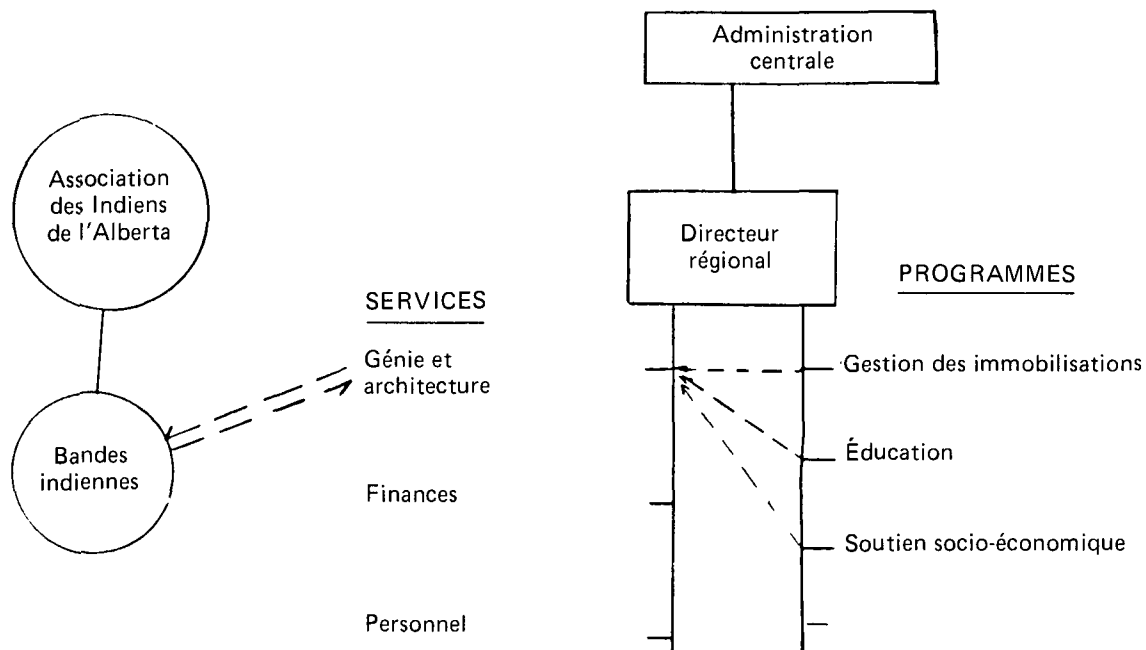 Administration
centrale
Association
des Indiens
de l'Alberta
Directeur
régional
PROGRAMMES
SERVICES
Génie et
architecture
Gestion des immobilisations
Bandes
indiennes
Éducation
Finances
Soutien socio-économique
Personnel